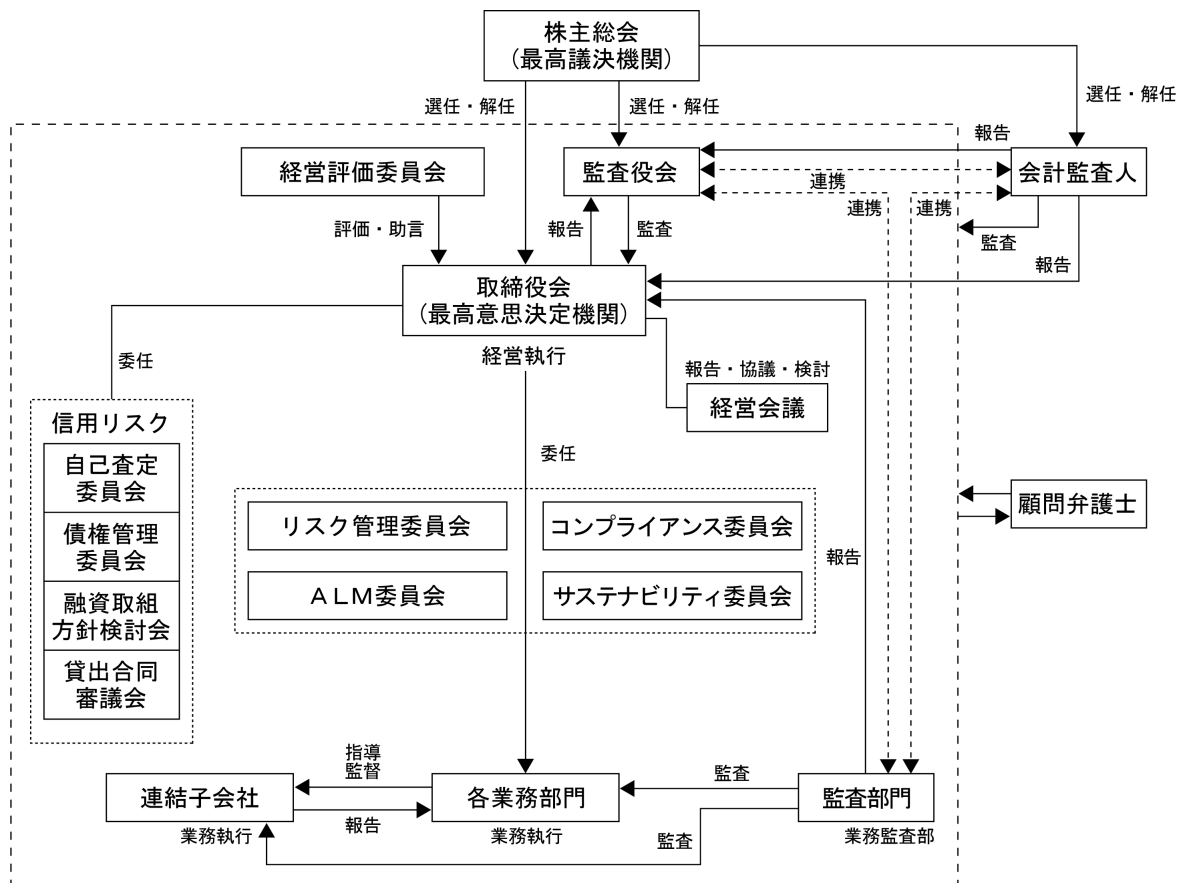 株主総会
（最高議決機関）
選任・解任
選任・解任
選任・解任
経営評価委員会
監査役会
報告
会計監査人
連携
連携
連携
評価・助言
報告
監査
監査
報告
取締役会
（最高意思決定機関）
経営執行
委任
報告・協議・検討
経営会議
信用リスク
自己査定
委員会
債権管理
委員会
融資取組
方針検討会
貸出合同
審議会
委任
リスク管理委員会
コンプライアンス委員会
ＡＬＭ委員会
サステナビリティ委員会
報告
顧問弁護士
指導
監督
連結子会社
業務執行
報告
各業務部門
業務執行
監査
監査
監査部門
業務監査部